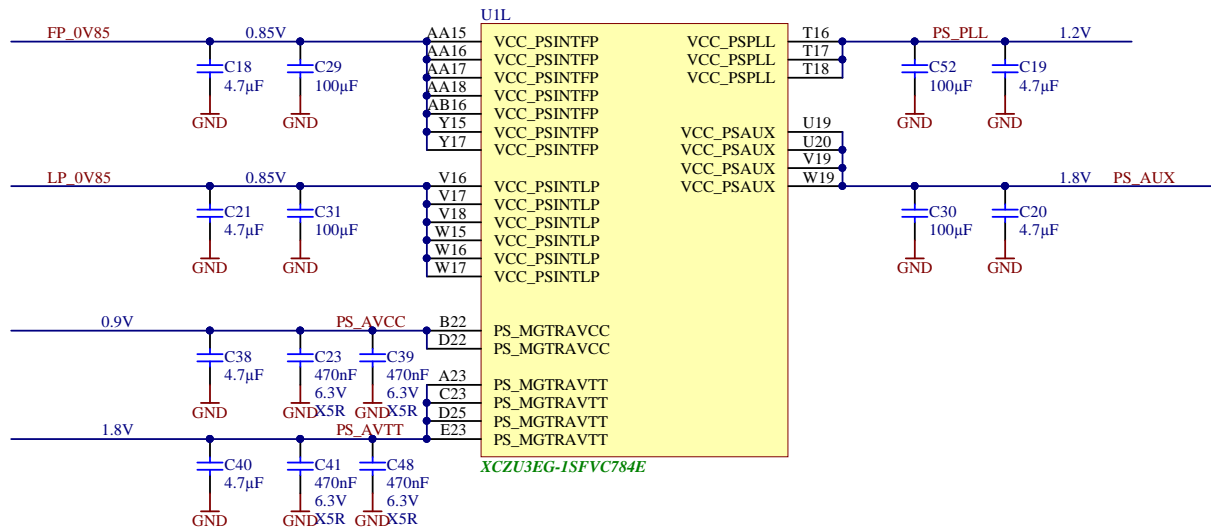 U1L
FP_0V85 0.85V AA15 VCC_PSINTFP VCC_PSPLL T16 PS_PLL 1.2V
AA16 VCC_PSINTFP VCC_PSPLL T17
C18 C29 AA17 VCC_PSINTFP VCC_PSPLL T18 C52 C19
4.7µF 100µF AA18 VCC_PSINTFP 100µF 4.7µF
AB16 VCC_PSINTFP
GND GND Y15 VCC_PSINTFP VCC_PSAUX U19 GND GND
Y17 VCC_PSINTFP VCC_PSAUX U20
VCC_PSAUX V19
LP_0V85 0.85V V16 VCC_PSINTLP VCC_PSAUX W19 1.8V PS_AUX
V17 VCC_PSINTLP
C21 C31 V18 VCC_PSINTLP C30 C20
4.7µF 100µF W15 VCC_PSINTLP 100µF 4.7µF
W16 VCC_PSINTLP
GND GND W17 VCC_PSINTLP GND GND
0.9V PS_AVCC B22 PS_MGTRAVCC
D22 PS_MGTRAVCC
C38 C23 C39
4.7µF 470nF 470nF A23 PS_MGTRAVTT
6.3V 6.3V C23 PS_MGTRAVTT
GND GND X5R GND X5R D25 PS_MGTRAVTT
1.8V PS_AVTT E23 PS_MGTRAVTT
C40 C41 C48 XCZU3EG-1SFVC784E
4.7µF 470nF 470nF
6.3V 6.3V
GND GND X5R GND X5R